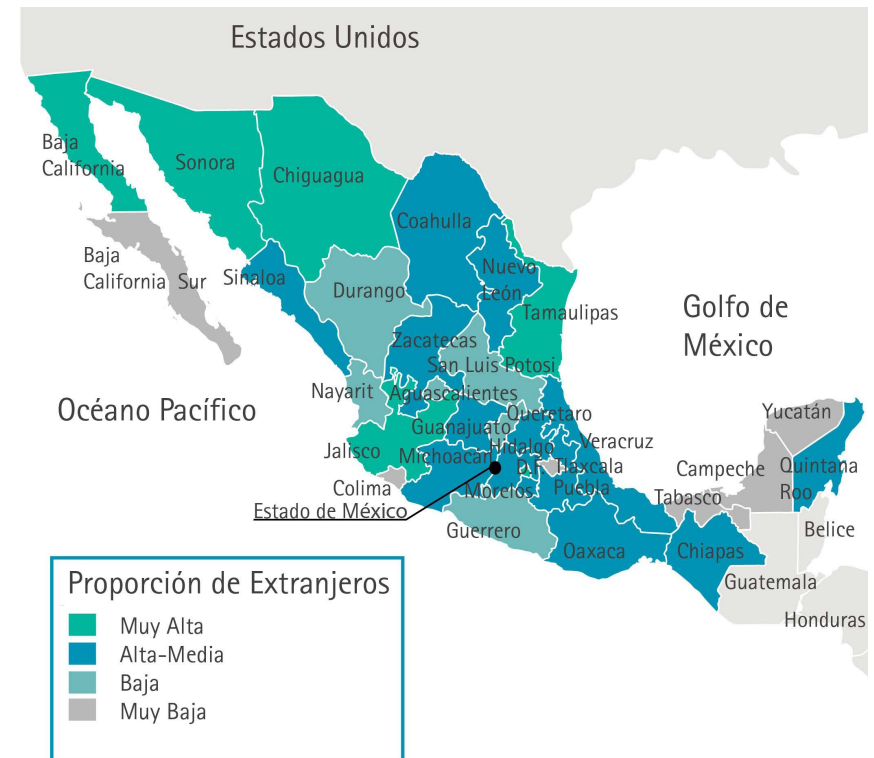 Estados Unidos
Baja
California
Sonora
Chiguagua
Coahulla
Baja
California Sur
Sinaloa
Durango
Nuevo
León
Tamaulipas
Golfo de
México
Zacatecas
San Luis Potosi
Nayarit
Aguascalientes
Océano Pacífico
Queretaro
Yucatán
Guanajuato
Hidalgo
Veracruz
Jalisco
Michoacán
D.F.
Tlaxcala
Campeche
Quintana
Roo
Colima
Morelos
Puebla
Tabasco
Estado de México
Guerrero
Oaxaca
Chiapas
Belice
Guatemala
Honduras
Proporción de Extranjeros
Muy Alta
Alta-Media
Baja
Muy Baja